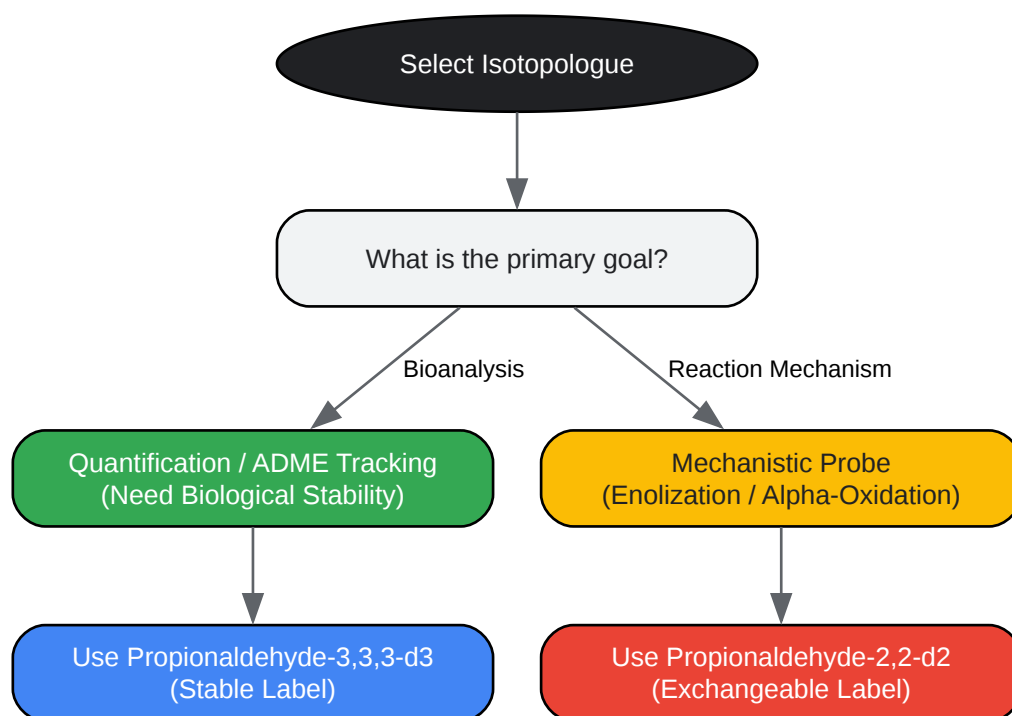 Select Isotopologue
What is the primary goal?
Bioanalysis
Reaction Mechanism
Quantification / ADME Tracking
(Need Biological Stability)
Mechanistic Probe
(Enolization / Alpha-Oxidation)
Use Propionaldehyde-3,3,3-d3
(Stable Label)
Use Propionaldehyde-2,2-d2
(Exchangeable Label)